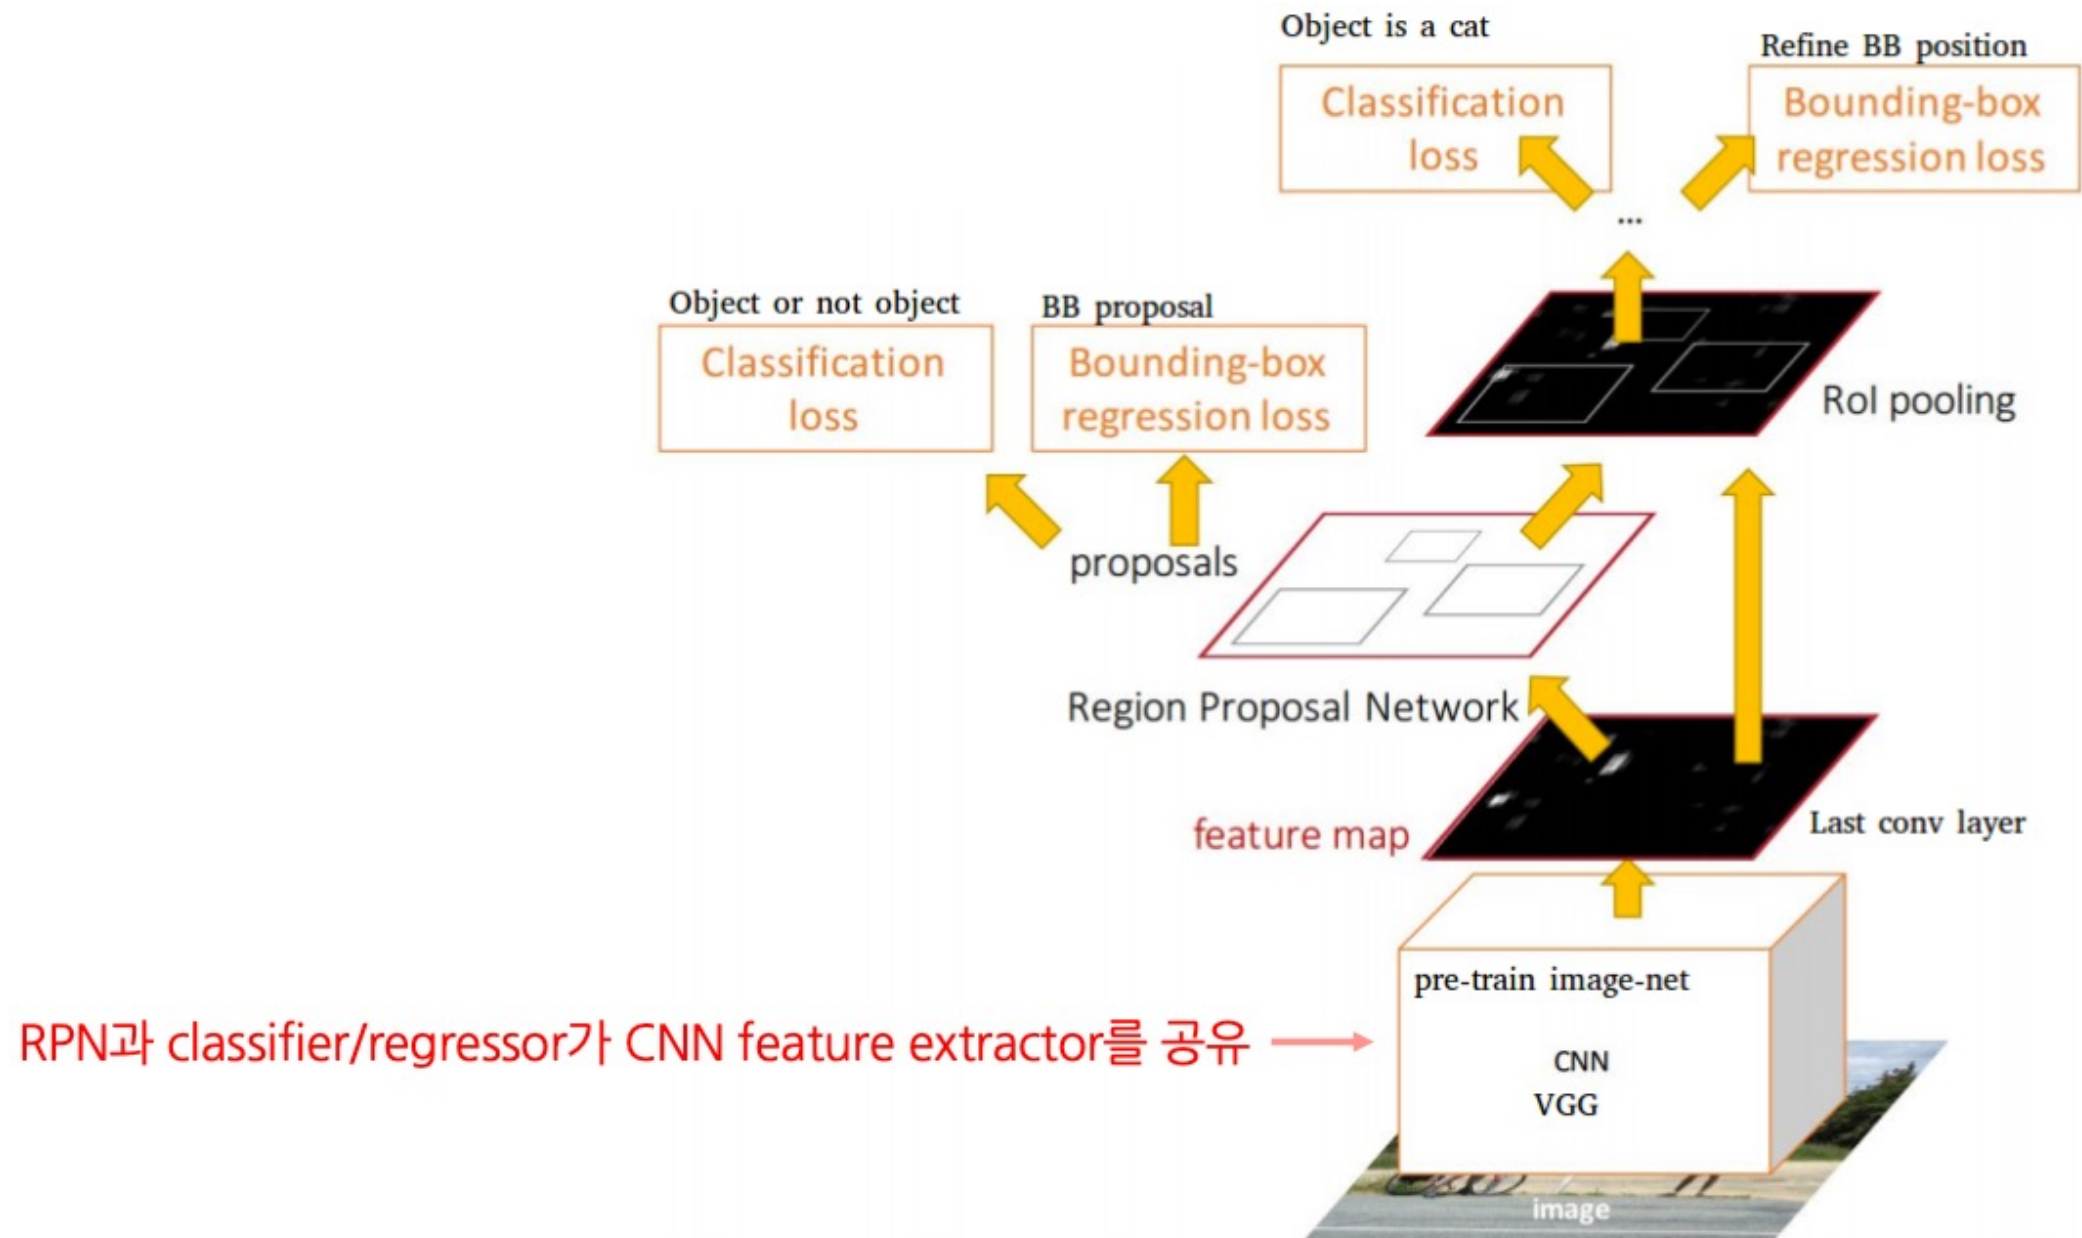 Object is a cat
Refine BB position
Classification
loss
Bounding-box
regression loss
...
Object or not object
BB proposal
Classification
loss
Bounding-box
regression loss
RoI pooling
proposals
Region Proposal Network
feature map
Last conv layer
pre-train image-net
RPN과 classifier/regressor가 CNN feature extractor를 공유
CNN
VGG
image